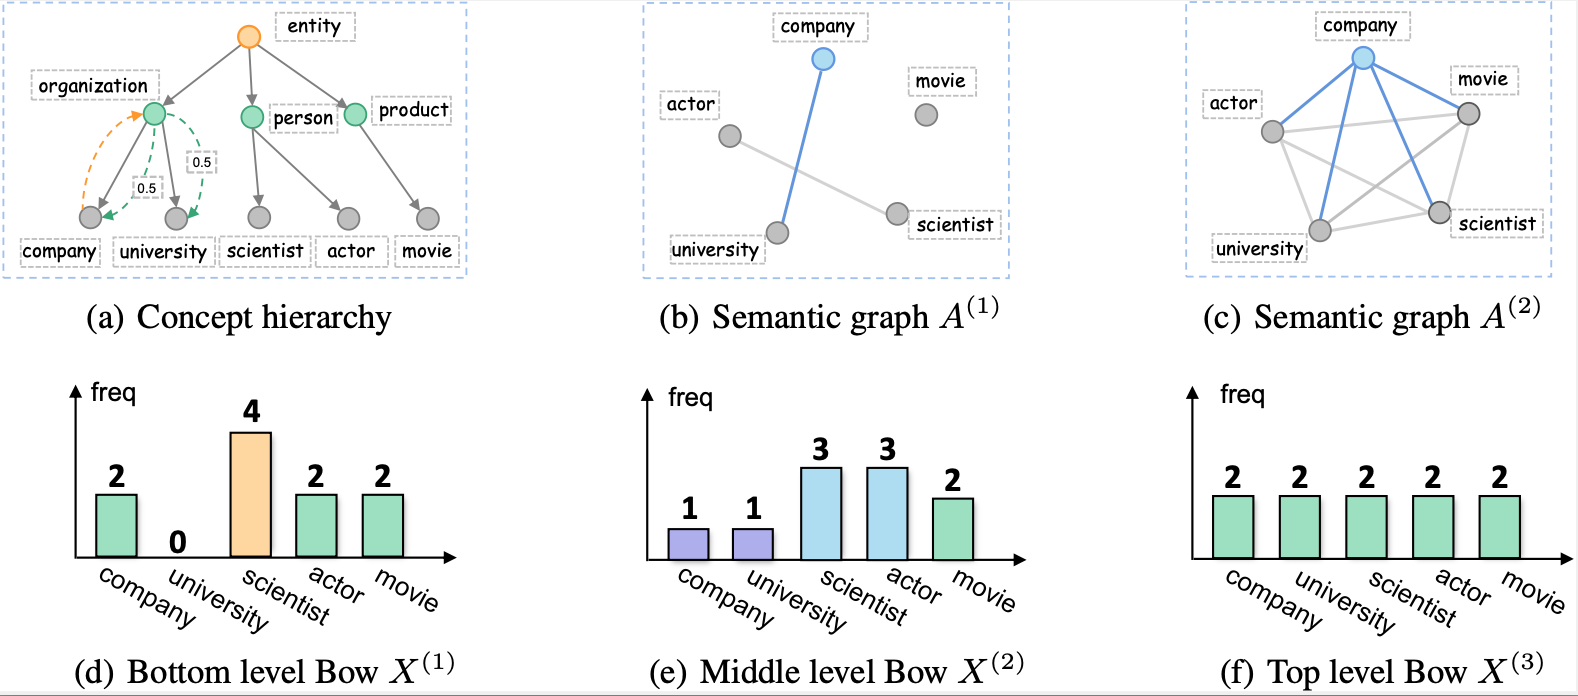 entity
organization
person
product
0.5
0.5
company
university
scientist
actor
movie
(a) Concept hierarchy
company
movie
actor
scientist
university
(b) Semantic graph A(1)
company
movie
actor
scientist
university
(c) Semantic graph A(2)
freq
4
2
2
2
0
company
university
scientist
actor
movie
(d) Bottom level Bow X(1)
freq
3
3
2
1
1
company
university
scientist
actor
movie
(e) Middle level Bow X(2)
freq
2
2
2
2
2
company
university
scientist
actor
movie
(f) Top level Bow X(3)